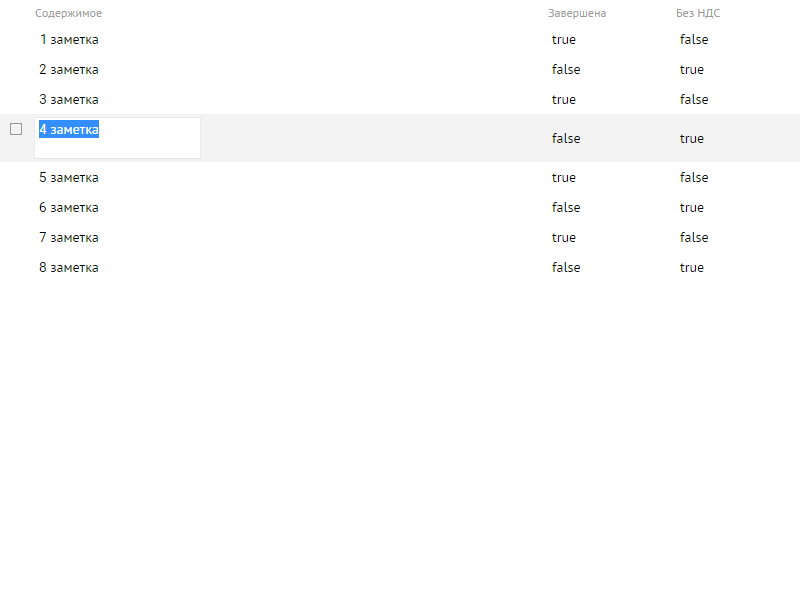 Содержимое Завершена Без НДС
1 заметка true false
2 заметка false true
3 заметка true false
4 заметка false true
5 заметка true false
6 заметка false true
7 заметка true false
8 заметка false true